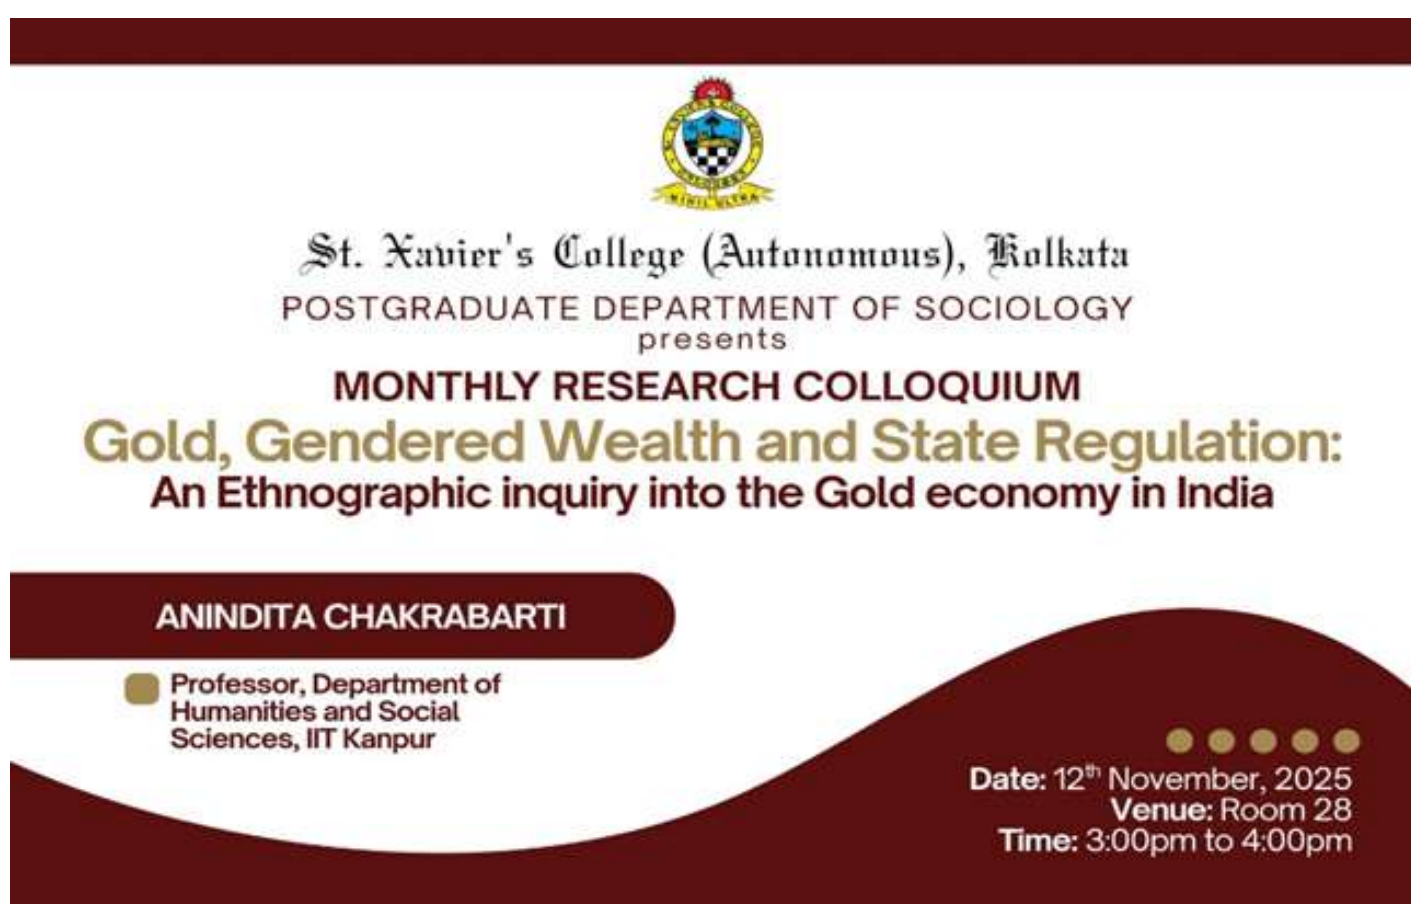 NIHIL ULTRA
St. Xavier's College (Autonomous), Kolkata
POSTGRADUATE DEPARTMENT OF SOCIOLOGY
presents
MONTHLY RESEARCH COLLOQUIUM
Gold, Gendered Wealth and State Regulation:
An Ethnographic inquiry into the Gold economy in India
ANINDITA CHAKRABARTI
Professor, Department of
Humanities and Social
Sciences, IIT Kanpur
Date: 12th November, 2025
Venue: Room 28
Time: 3:00pm to 4:00pm